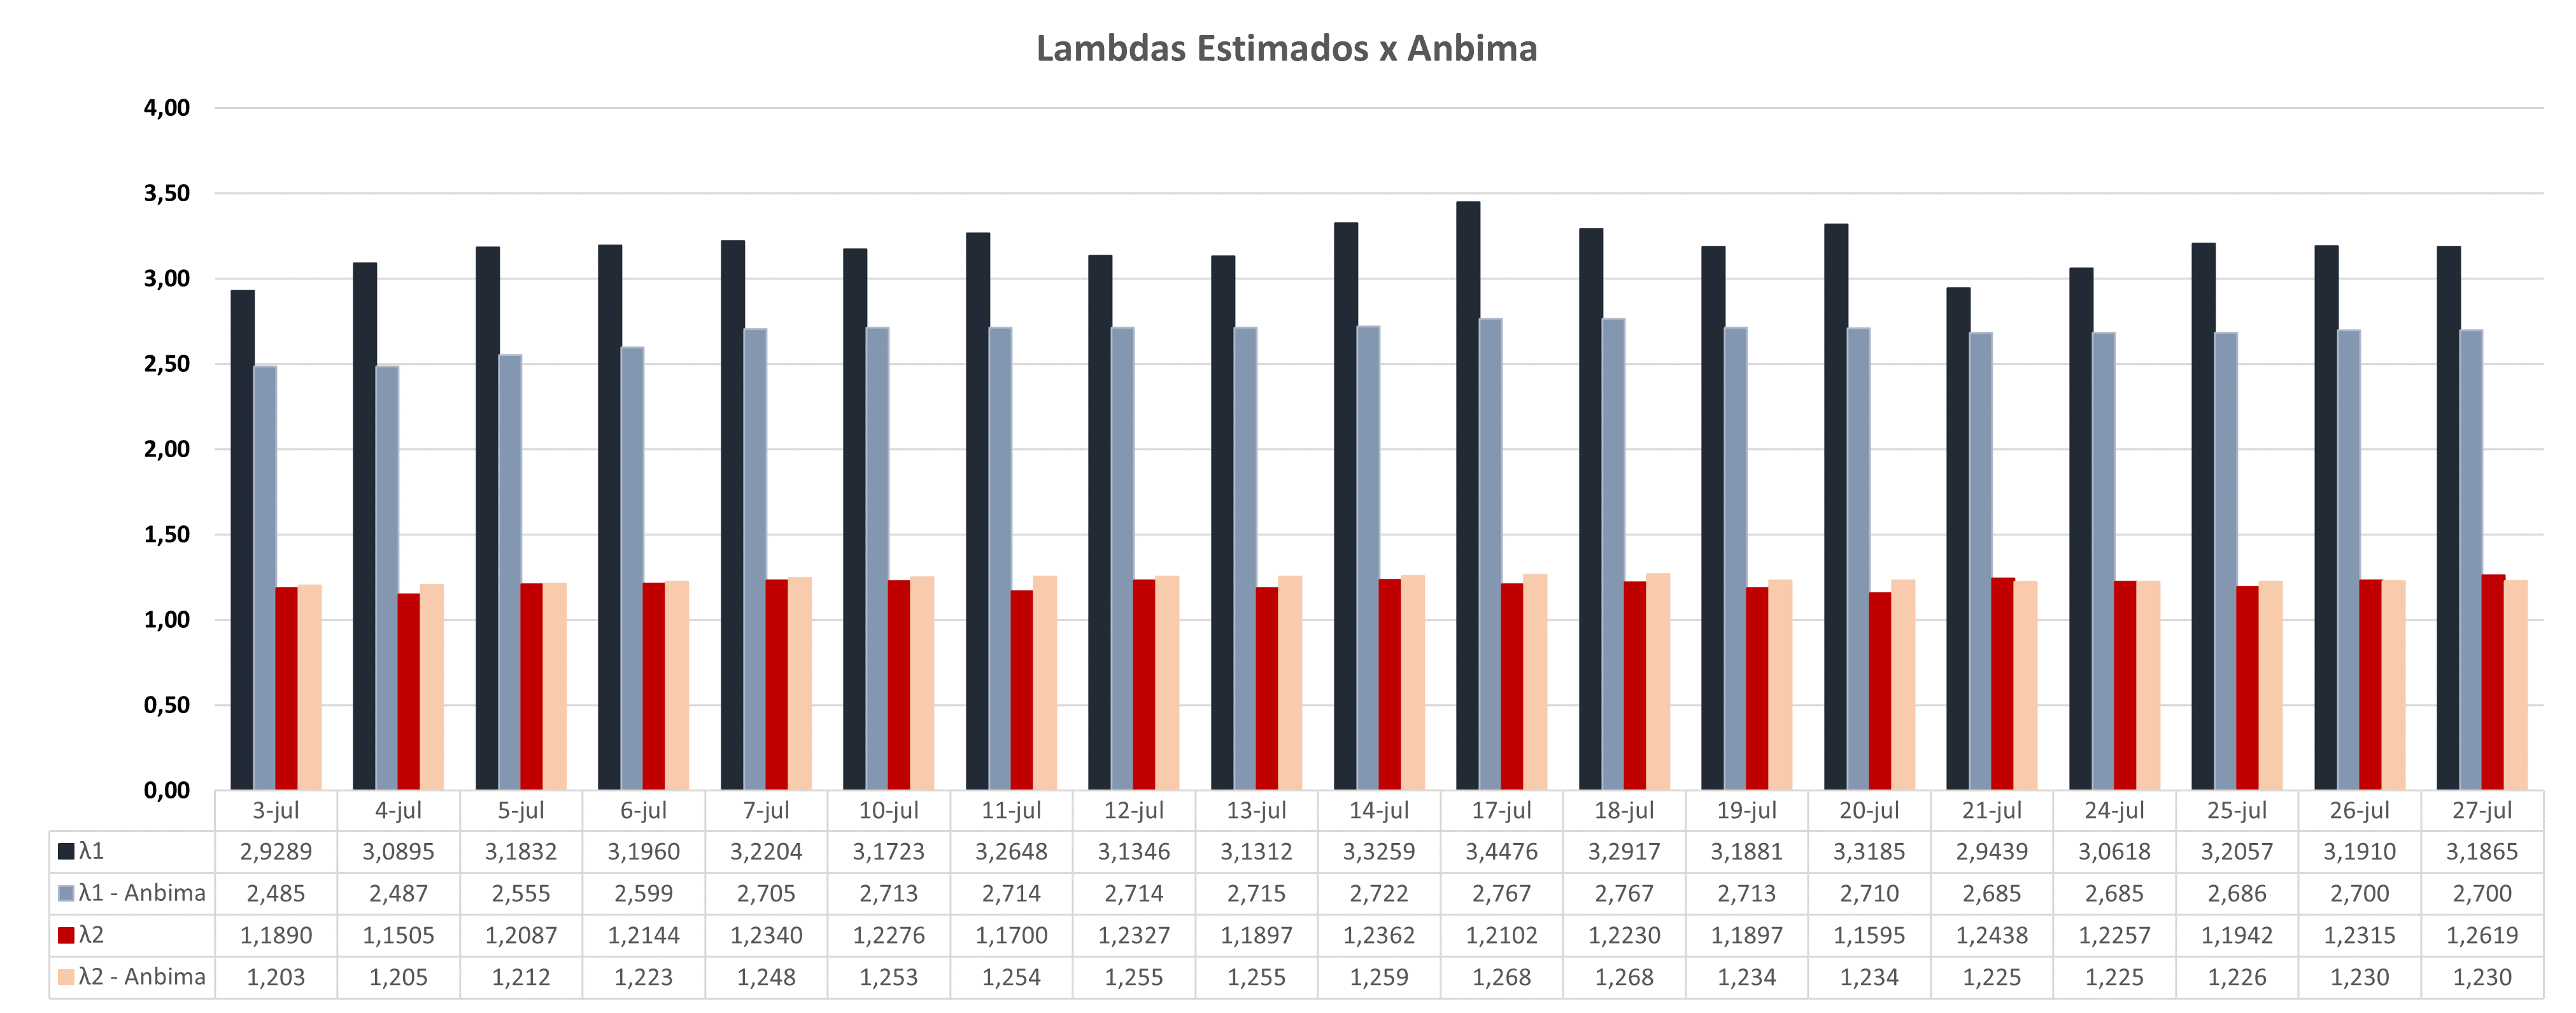 Lambdas Estimados x Anbima
4,00
3,50
3,00
2,50
2,00
1,50
1,00
0,50
0,00
3-jul 4-jul 5-jul 6-jul 7-jul 10-jul 11-jul 12-jul 13-jul 14-jul 17-jul 18-jul 19-jul 20-jul 21-jul 24-jul 25-jul 26-jul 27-jul
λ1 2,9289 3,0895 3,1832 3,1960 3,2204 3,1723 3,2648 3,1346 3,1312 3,3259 3,4476 3,2917 3,1881 3,3185 2,9439 3,0618 3,2057 3,1910 3,1865
λ1 - Anbima 2,485 2,487 2,555 2,599 2,705 2,713 2,714 2,714 2,715 2,722 2,767 2,767 2,713 2,710 2,685 2,685 2,686 2,700 2,700
λ2 1,1890 1,1505 1,2087 1,2144 1,2340 1,2276 1,1700 1,2327 1,1897 1,2362 1,2102 1,2230 1,1897 1,1595 1,2438 1,2257 1,1942 1,2315 1,2619
λ2 - Anbima 1,203 1,205 1,212 1,223 1,248 1,253 1,254 1,255 1,255 1,259 1,268 1,268 1,234 1,234 1,225 1,225 1,226 1,230 1,230